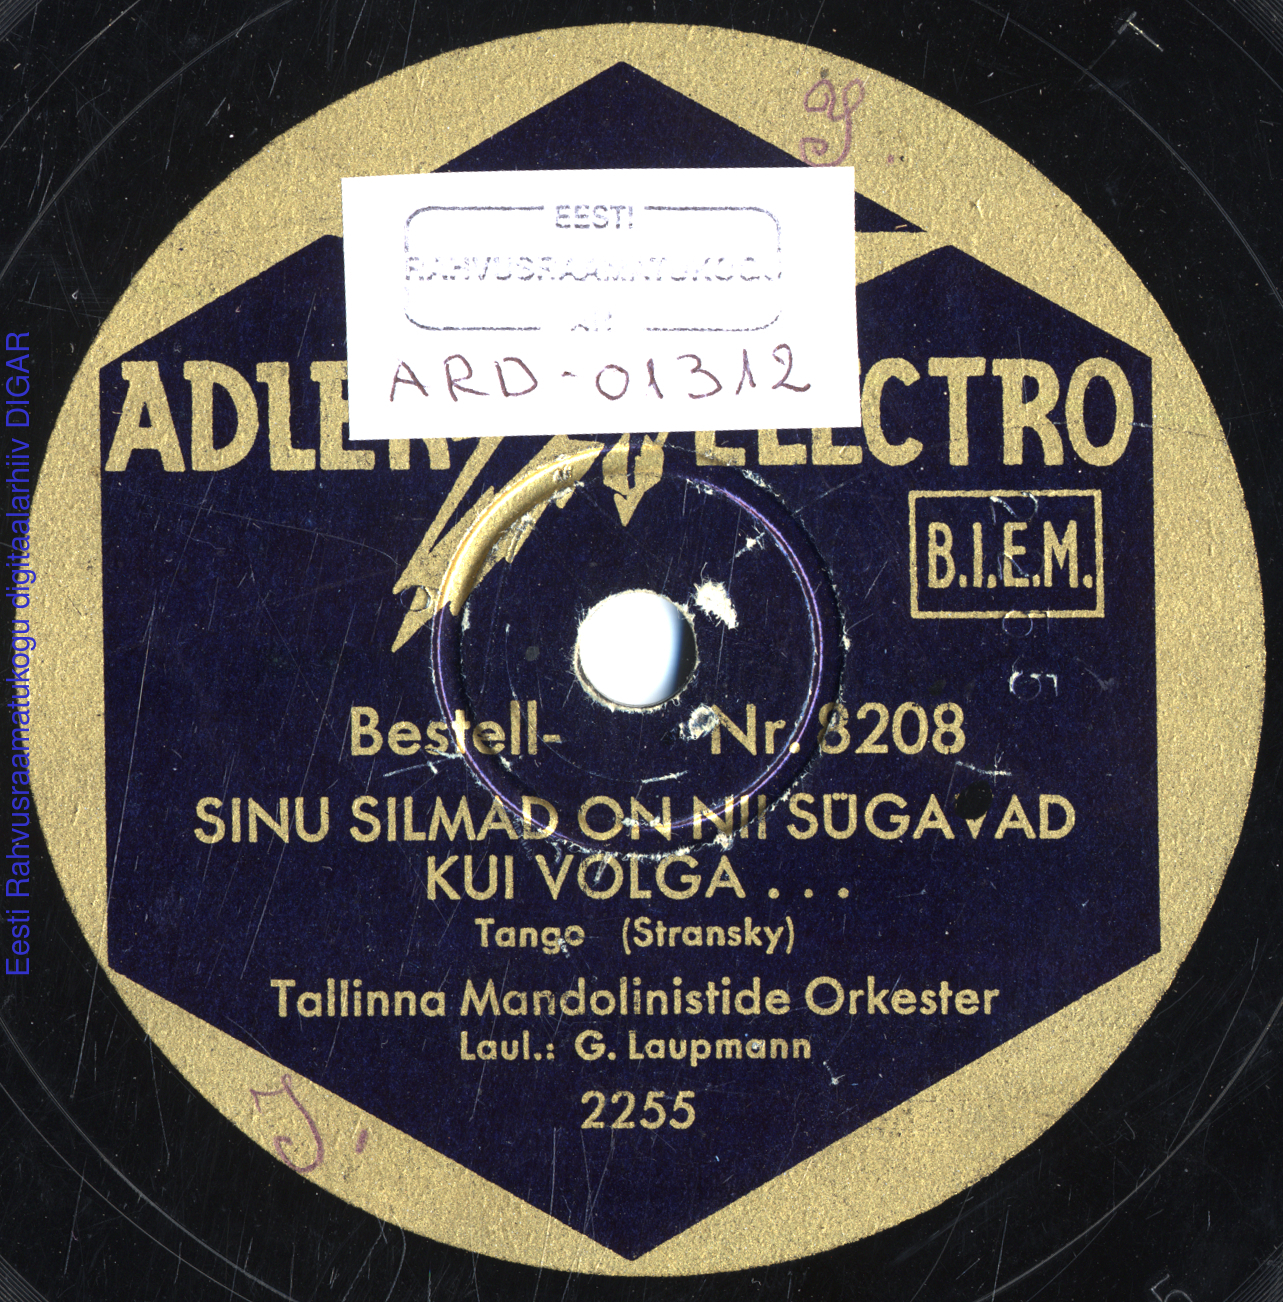 EESTI
RAHVUSRAAMATUKOGU
ARD-01312
ADLER ELECTRO
B.I.E.M.
Bestell- Nr. 8208
SINU SILMAD ON NII SÜGAVAD
KUI VOLGA . . .
Tango (Stransky)
Tallinna Mandolinistide Orkester
Laul.: G. Laupmann
2255
Eesti Rahvusraamatukogu digitaalarhiiv DIGAR